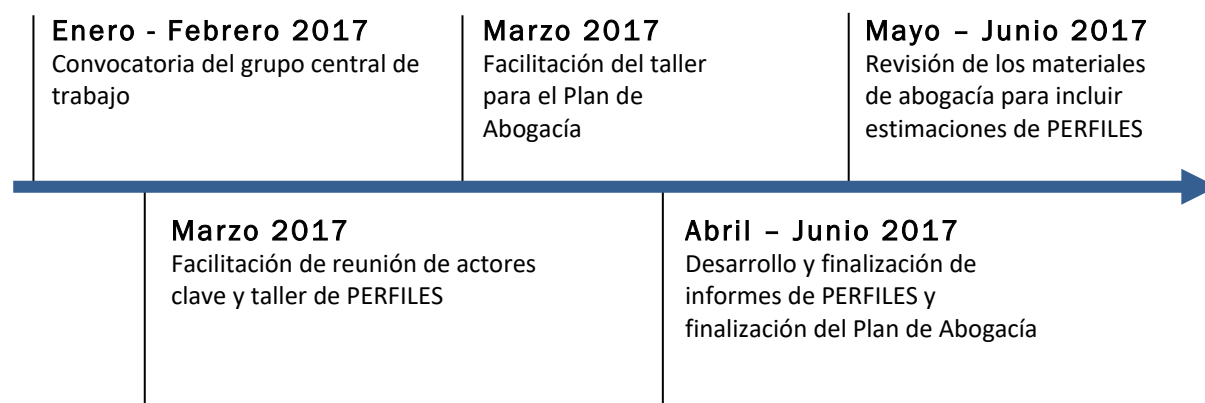 Enero - Febrero 2017
Convocatoria del grupo central de
trabajo
Marzo 2017
Facilitación del taller
para el Plan de
Abogacía
Mayo – Junio 2017
Revisión de los materiales
de abogacía para incluir
estimaciones de PERFILES
Marzo 2017
Facilitación de reunión de actores
clave y taller de PERFILES
Abril – Junio 2017
Desarrollo y finalización de
informes de PERFILES y
finalización del Plan de Abogacía